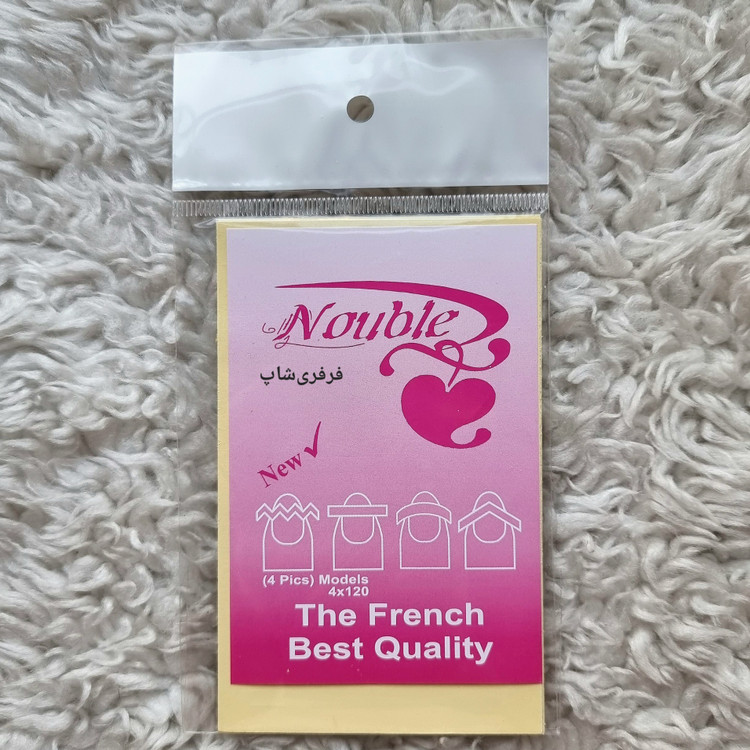 Nouble
فرفری‌شاپ
New
(4 Pics) Models
4x120
The French
Best Quality